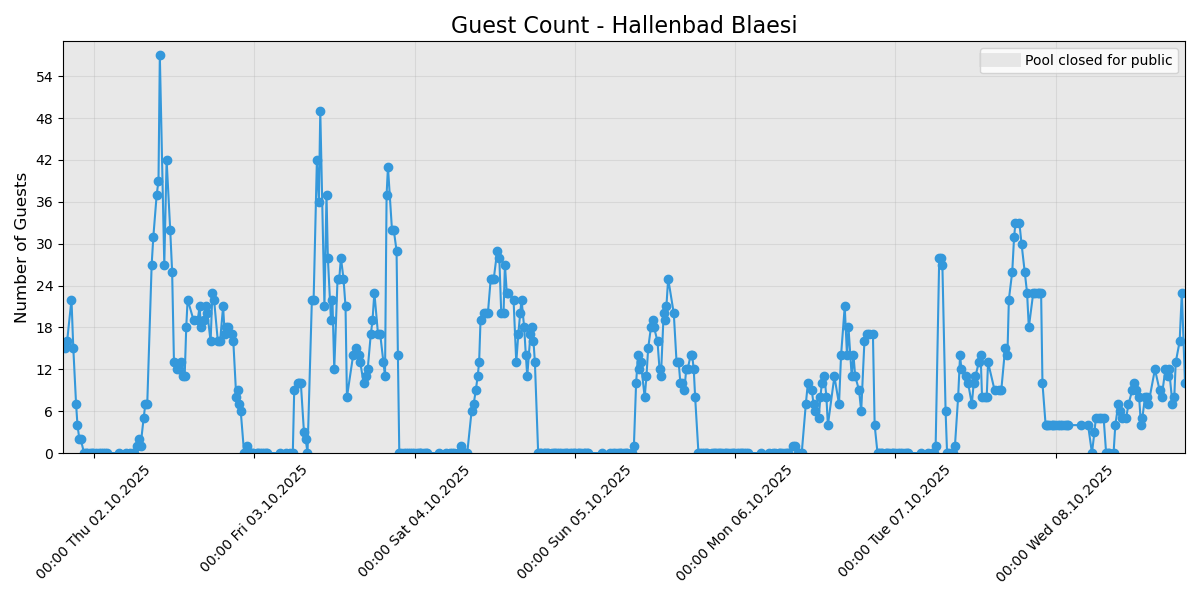 Guest Count - Hallenbad Blaesi
Pool closed for public
Number of Guests
54
48
42
36
30
24
18
12
6
0
00:00 Thu 02.10.2025
00:00 Fri 03.10.2025
00:00 Sat 04.10.2025
00:00 Sun 05.10.2025
00:00 Mon 06.10.2025
00:00 Tue 07.10.2025
00:00 Wed 08.10.2025